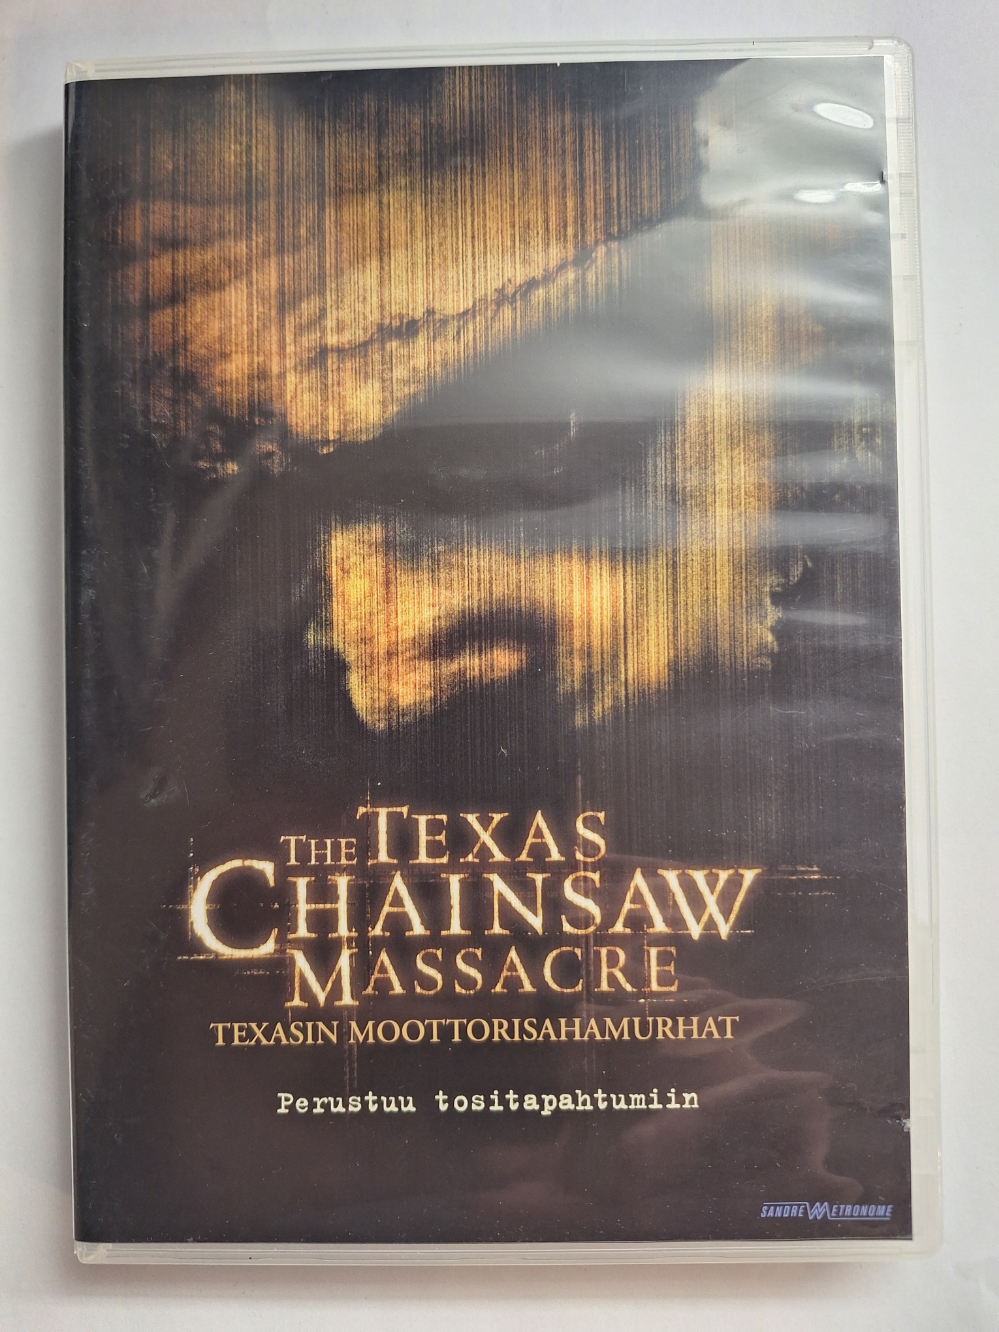 THE TEXAS
CHAINSAW
MASSACRE
TEXASIN MOOTTORISAHAMURHAT
Perustuu tositapahtumiin
SANDREW METRONOME